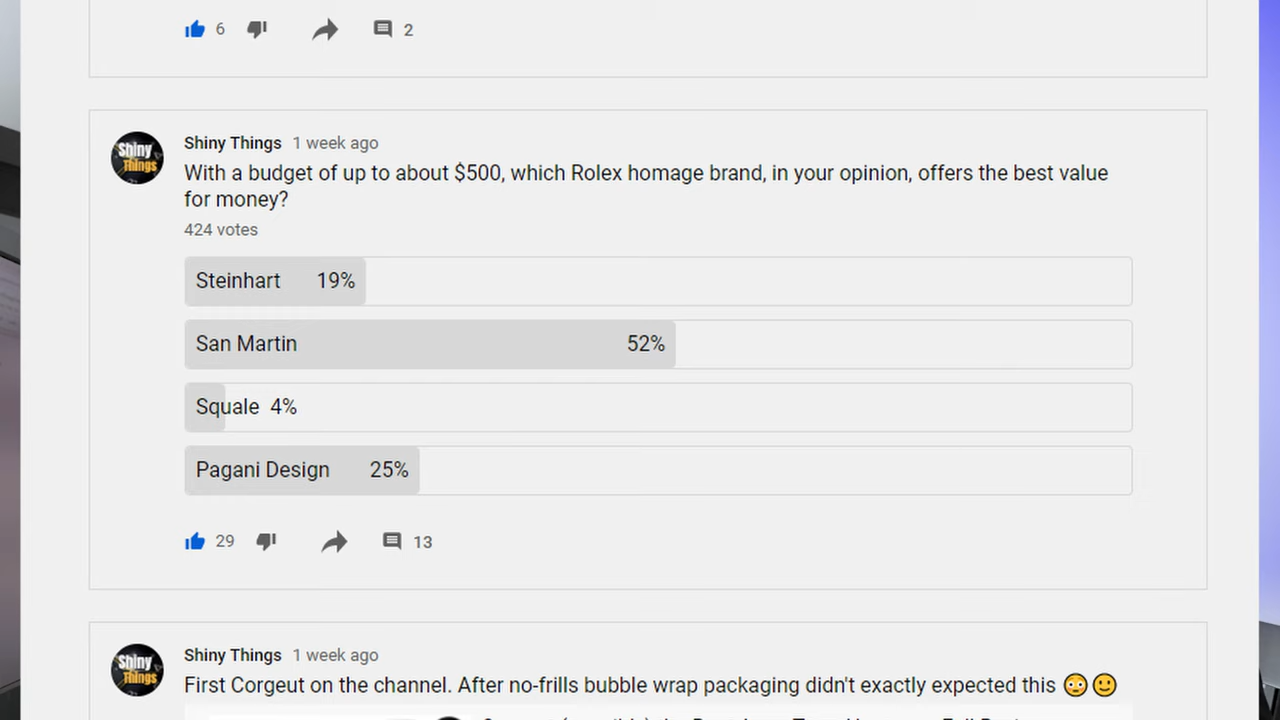 6
2
Shiny Things
Shiny Things 1 week ago
With a budget of up to about $500, which Rolex homage brand, in your opinion, offers the best value
for money?
424 votes
Steinhart 19%
San Martin 52%
Squale 4%
Pagani Design 25%
29 13
Shiny Things
Shiny Things 1 week ago
First Corgeut on the channel. After no-frills bubble wrap packaging didn't exactly expected this 😳🙂